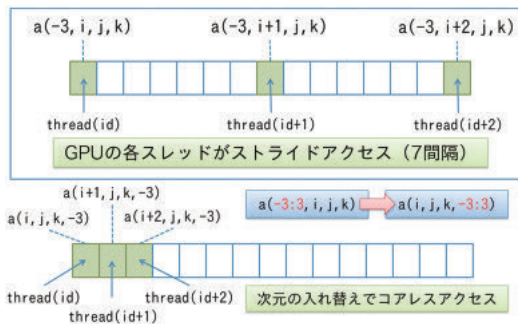 a(-3, i, j, k) a(-3, i+1, j, k) a(-3, i+2, j, k)
thread(id) thread(id+1) thread(id+2)
GPUの各スレッドがストライドアクセス（7間隔）
a(i+1, j, k, -3)
a(i, j, k, -3) a(i+2, j, k, -3)
a(-3:3, i, j, k) a(i, j, k, -3:3)
thread(id) thread(id+2)
thread(id+1)
次元の入れ替えでコアレスアクセス